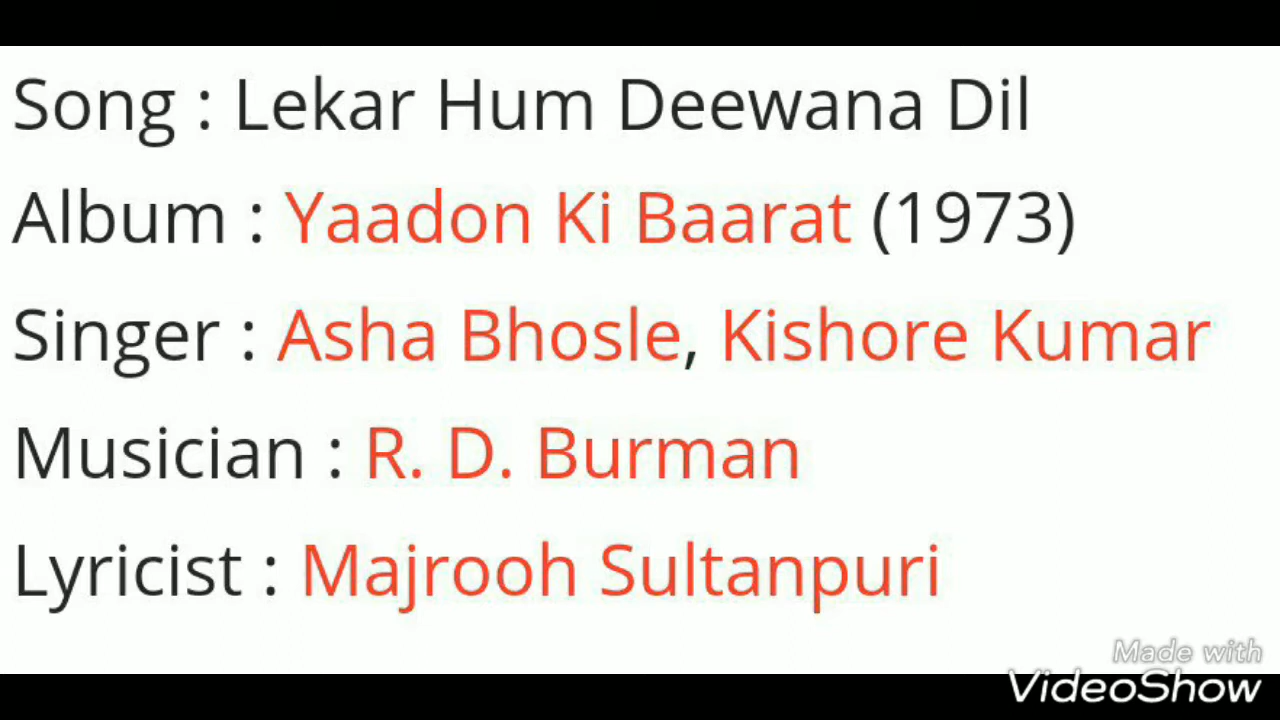 Song : Lekar Hum Deewana Dil
Album : Yaadon Ki Baarat (1973)
Singer : Asha Bhosle, Kishore Kumar
Musician : R. D. Burman
Lyricist : Majrooh Sultanpuri
Made with
VideoShow